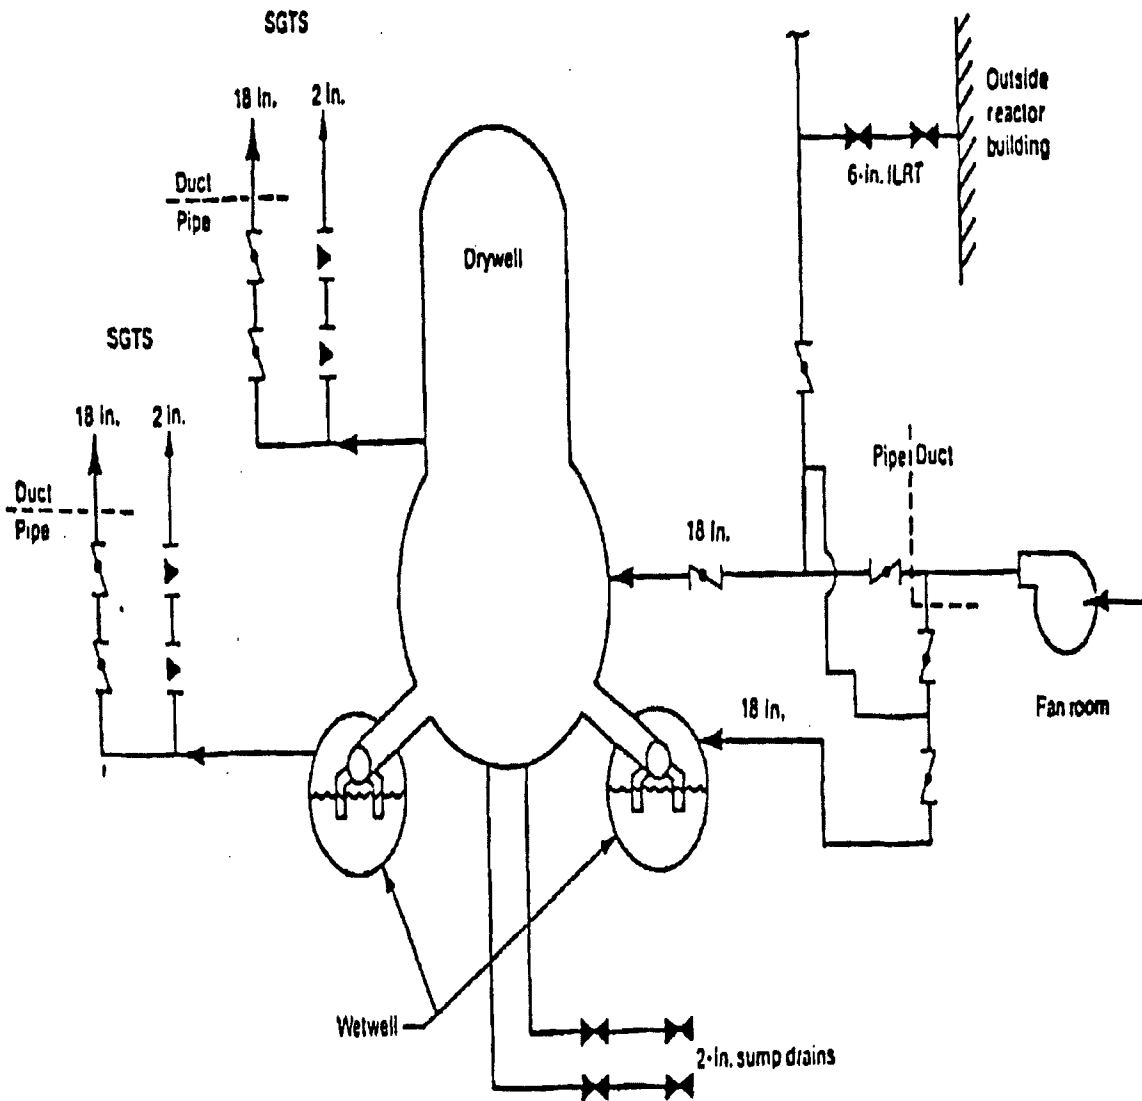 SGTS
18 in.
2 in.
Duct
Pipe
Drywell
6-in. ILRT
Outside
reactor
building
SGTS
18 in.
2 in.
Duct
Pipe
18 in.
Pipe
Duct
18 in.
Fan room
Wetwell
2-in. sump drains